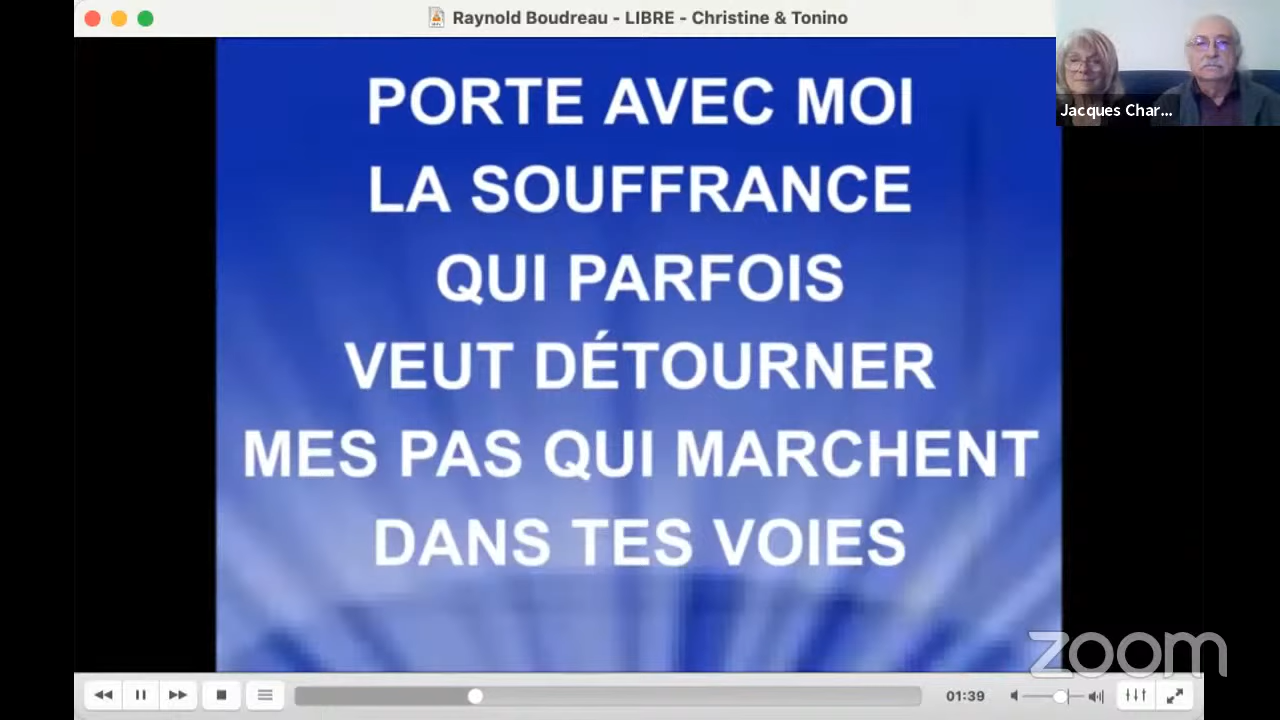 Raynold Boudreau - LIBRE - Christine & Tonino
Jacques Char...
PORTE AVEC MOI
LA SOUFFRANCE
QUI PARFOIS
VEUT DÉTOURNER
MES PAS QUI MARCHENT
DANS TES VOIES
zoom
01:39